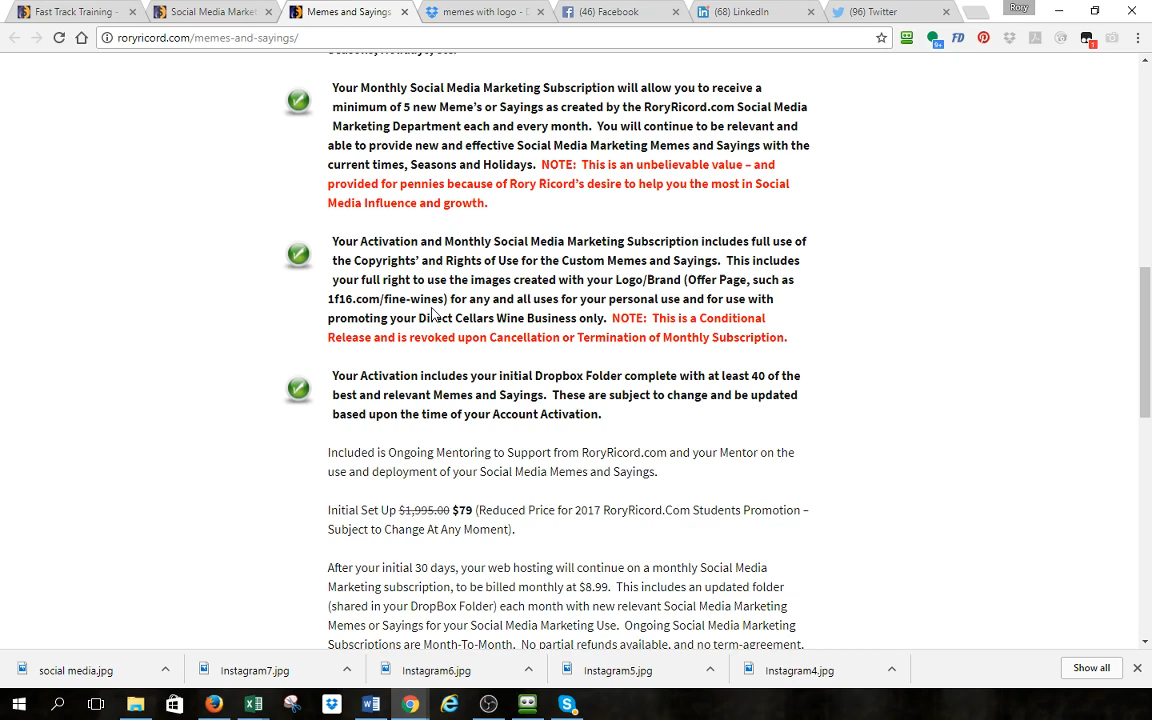 Fast Track Training -
Social Media Market
Memes and Sayings
memes with logo - D
(46) Facebook
(68) LinkedIn
(96) Twitter
Rory
roryricord.com/memes-and-sayings/
9+
FD
1
Seasons, Holidays, etc.
Your Monthly Social Media Marketing Subscription will allow you to receive a
minimum of 5 new Meme's or Sayings as created by the RoryRicord.com Social Media
Marketing Department each and every month. You will continue to be relevant and
able to provide new and effective Social Media Marketing Memes and Sayings with the
current times, Seasons and Holidays. NOTE: This is an unbelievable value – and
provided for pennies because of Rory Ricord's desire to help you the most in Social
Media Influence and growth.
Your Activation and Monthly Social Media Marketing Subscription includes full use of
the Copyrights' and Rights of Use for the Custom Memes and Sayings. This includes
your full right to use the images created with your Logo/Brand (Offer Page, such as
1f16.com/fine-wines) for any and all uses for your personal use and for use with
promoting your Direct Cellars Wine Business only. NOTE: This is a Conditional
Release and is revoked upon Cancellation or Termination of Monthly Subscription.
Your Activation includes your initial Dropbox Folder complete with at least 40 of the
best and relevant Memes and Sayings. These are subject to change and be updated
based upon the time of your Account Activation.
Included is Ongoing Mentoring to Support from RoryRicord.com and your Mentor on the
use and deployment of your Social Media Memes and Sayings.
Initial Set Up $1,995.00 $79 (Reduced Price for 2017 RoryRicord.Com Students Promotion –
Subject to Change At Any Moment).
After your initial 30 days, your web hosting will continue on a monthly Social Media
Marketing subscription, to be billed monthly at $8.99. This includes an updated folder
(shared in your DropBox Folder) each month with new relevant Social Media Marketing
Memes or Sayings for your Social Media Marketing Use. Ongoing Social Media Marketing
Subscriptions are Month-To-Month. No partial refunds available, and no term-agreement.
social media.jpg
Instagram7.jpg
Instagram6.jpg
Instagram5.jpg
Instagram4.jpg
Show all